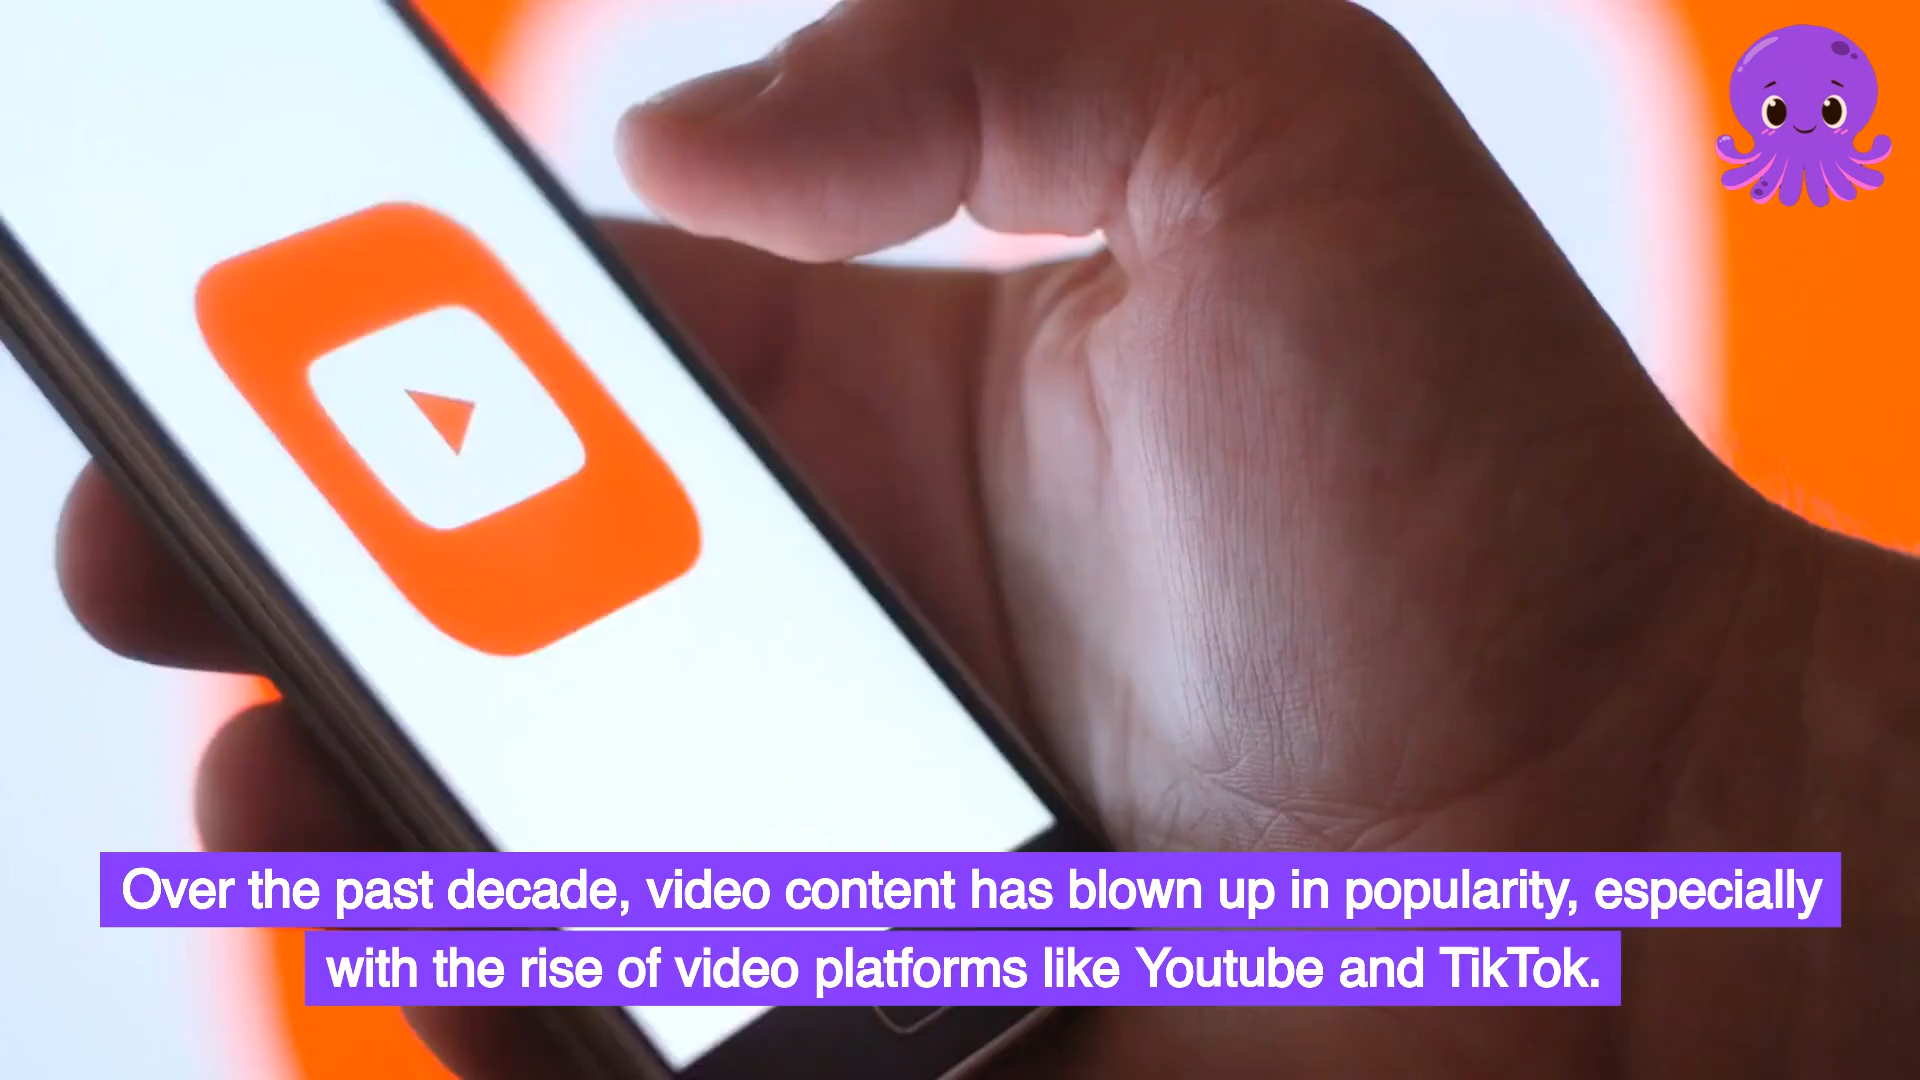 Over the past decade, video content has blown up in popularity, especially
with the rise of video platforms like Youtube and TikTok.